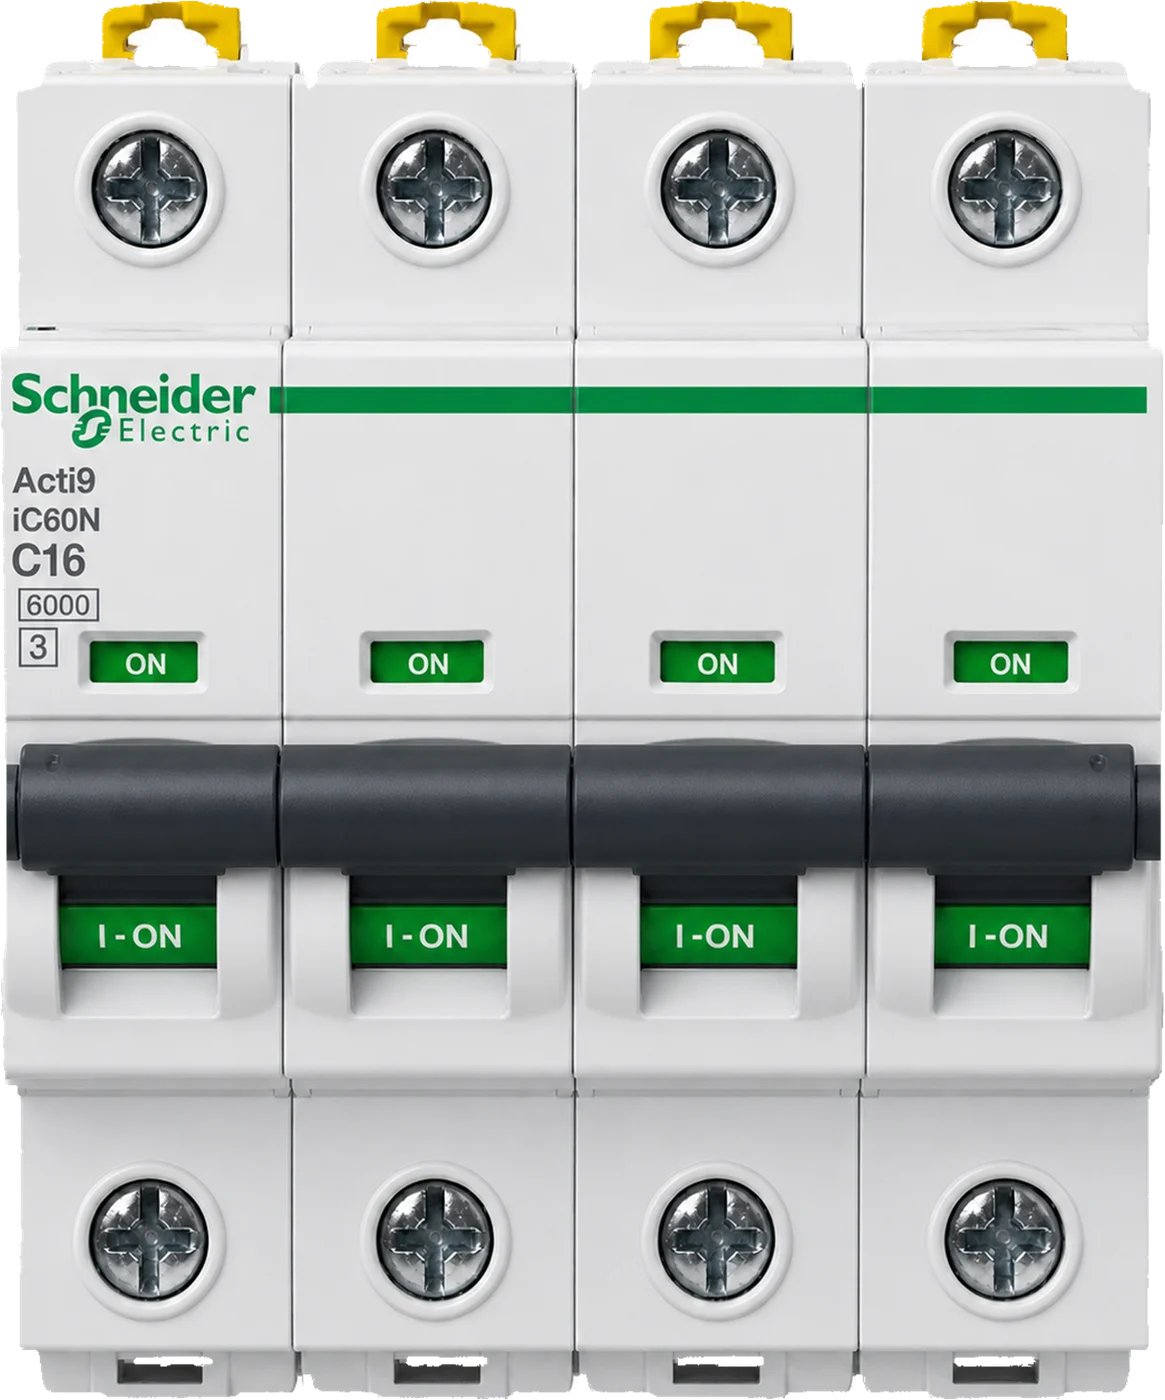 Schneider
Electric
Acti9
iC60N
C16
6000
3
ON ON ON ON
I-ON I-ON I-ON I-ON